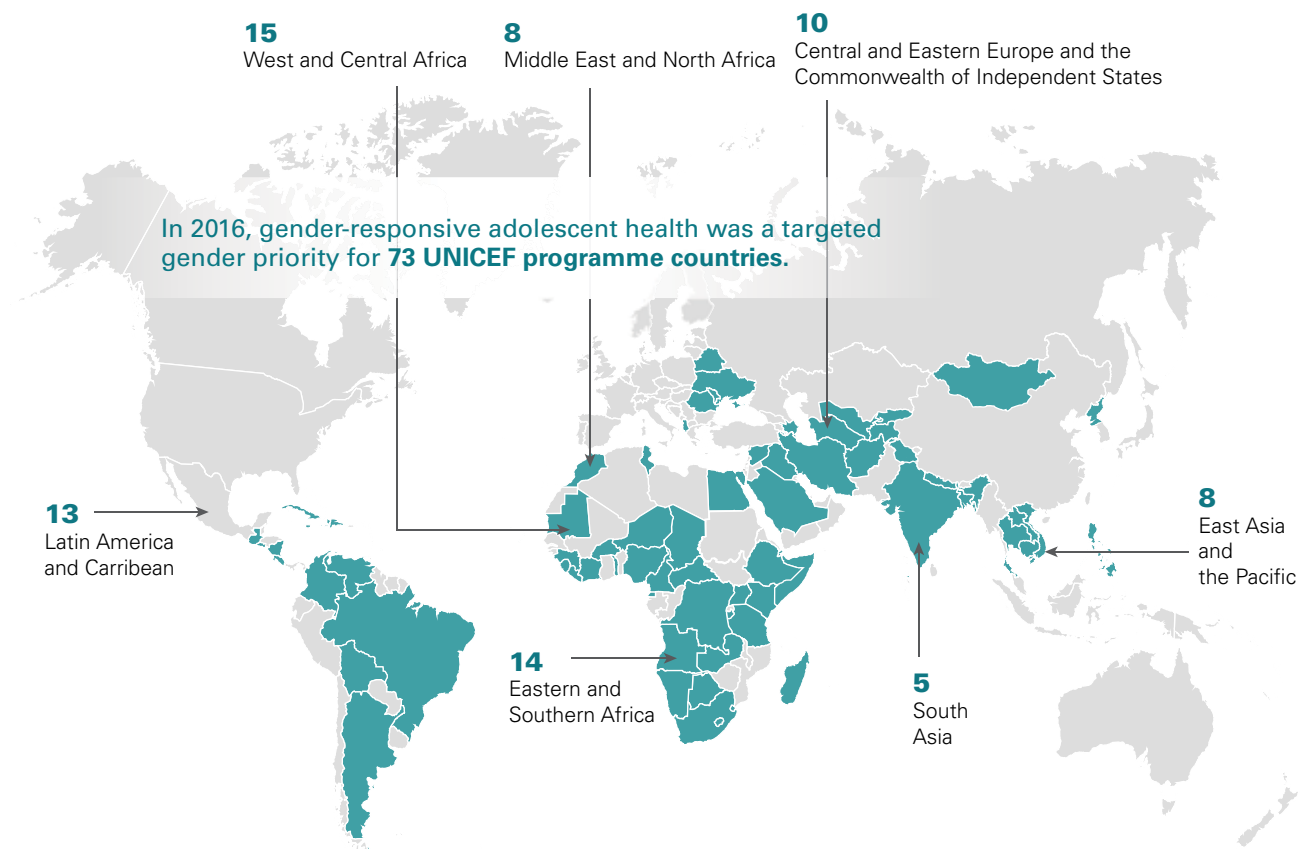 15
West and Central Africa
8
Middle East and North Africa
10
Central and Eastern Europe and the
Commonwealth of Independent States
In 2016, gender-responsive adolescent health was a targeted
gender priority for 73 UNICEF programme countries.
13
Latin America
and Carribean
8
East Asia
and
the Pacific
14
Eastern and
Southern Africa
5
South
Asia